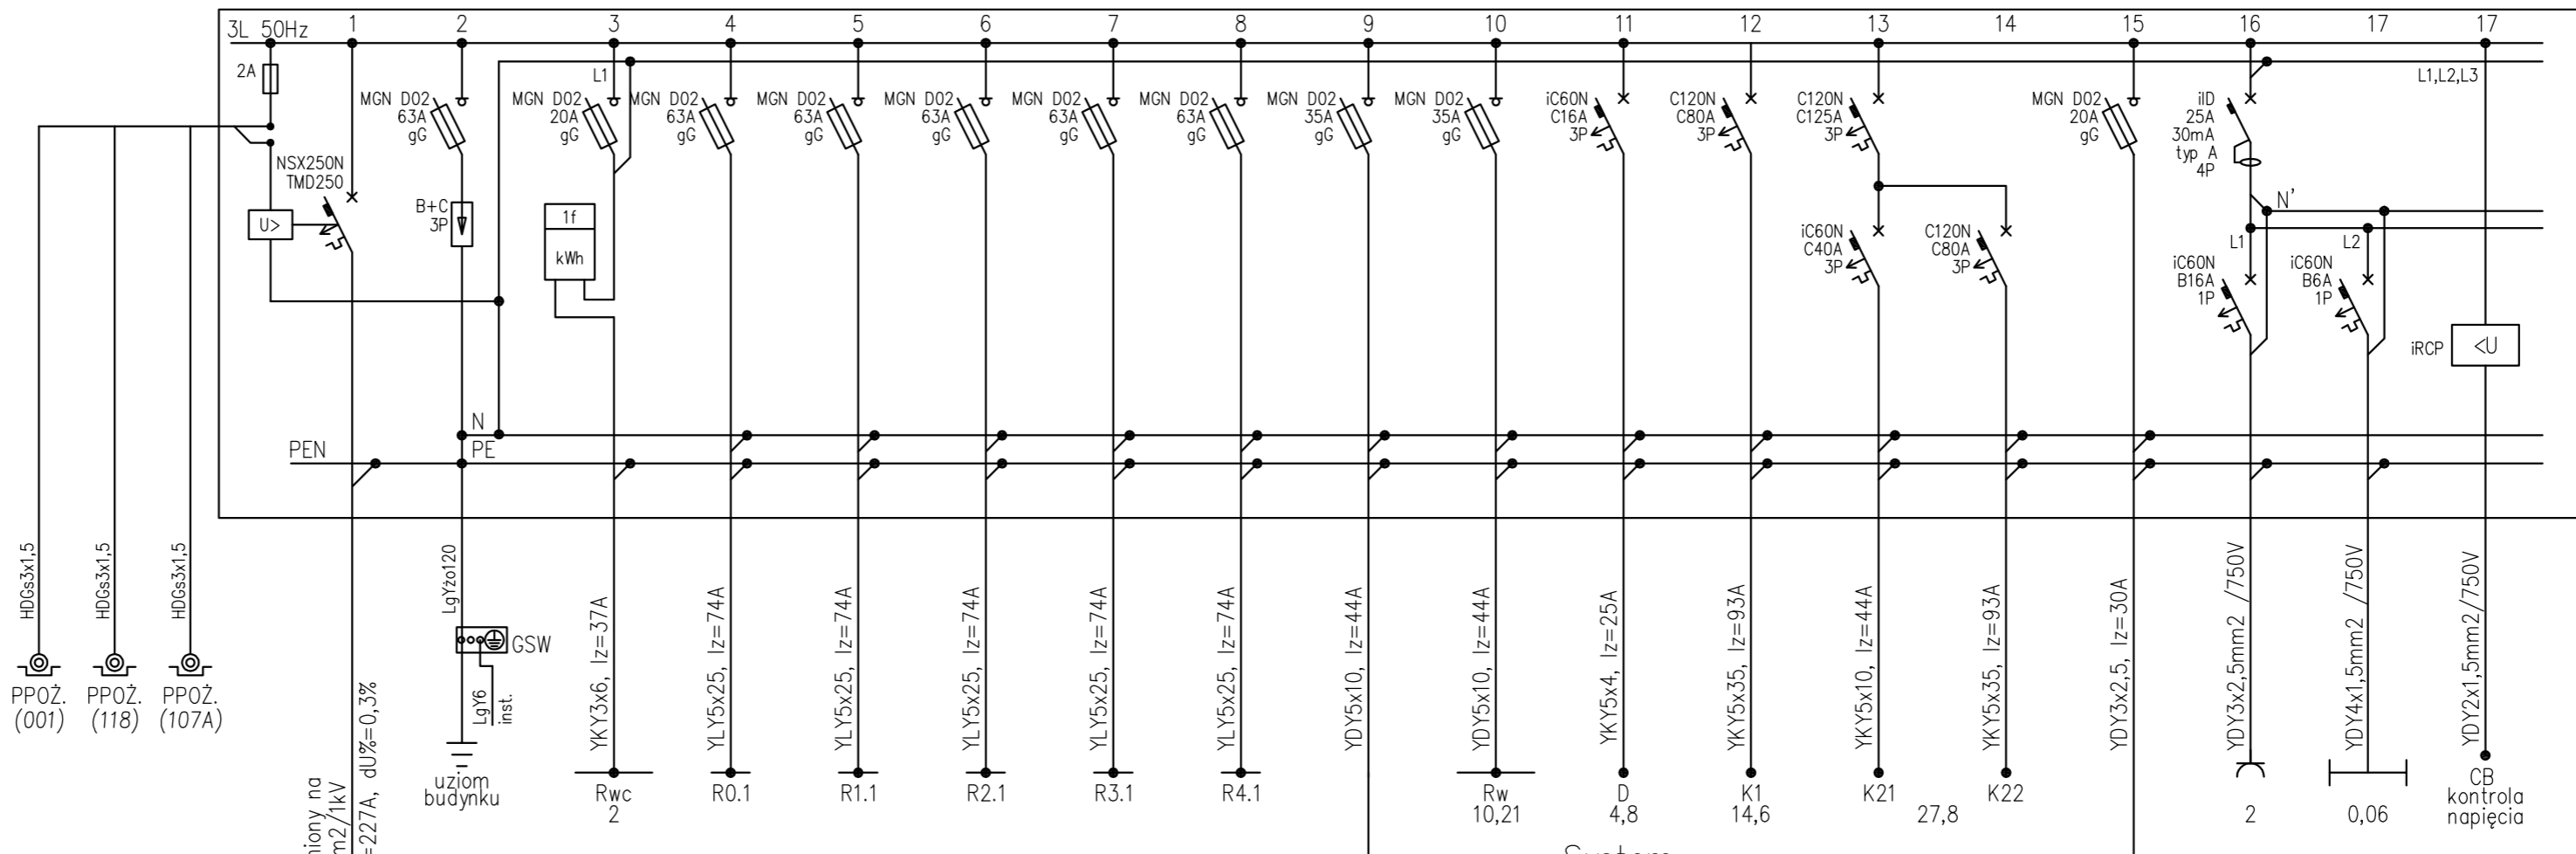 3L 50Hz
1
2
3
4
5
6
7
8
9
10
11
12
13
14
15
16
17
17
2A
NSX250N
TMD250
U>
MGN D02
63A
gG
B+C
3P
L1
MGN D02
20A
gG
1f
kWh
MGN D02
63A
gG
MGN D02
63A
gG
MGN D02
63A
gG
MGN D02
63A
gG
MGN D02
63A
gG
MGN D02
35A
gG
MGN D02
35A
gG
iC60N
C16A
3P
C120N
C80A
3P
C120N
C125A
3P
iC60N
C40A
3P
C120N
C80A
3P
MGN D02
20A
gG
iID
25A
30mA
typ A
4P
N'
L1
iC60N
B16A
1P
L2
iC60N
B6A
1P
L1,L2,L3
iRCP
<U
N
PEN
PE
HDGs3x1,5
HDGs3x1,5
HDGs3x1,5
PPOŻ.
(001)
PPOŻ.
(118)
PPOŻ.
(107A)
m2/1kV
=227A, dU%=0,3%
LgYżo120
GSW
LgY6
inst.
uziom
budynku
YKY3x6, Iz=37A
Rwc
2
YLY5x25, Iz=74A
R0.1
YLY5x25, Iz=74A
R1.1
YLY5x25, Iz=74A
R2.1
YLY5x25, Iz=74A
R3.1
YLY5x25, Iz=74A
R4.1
YDY5x10, Iz=44A
YDY5x10, Iz=44A
Rw
10,21
YKY5x4, Iz=25A
D
4,8
YKY5x35, Iz=93A
K1
14,6
YKY5x10, Iz=44A
K21
YKY5x35, Iz=93A
K22
27,8
YDY3x2,5, Iz=30A
YDY3x2,5mm2 /750V
2
YDY4x1,5mm2 /750V
0,06
YDY2x1,5mm2/750V
CB
kontrola
napięcia